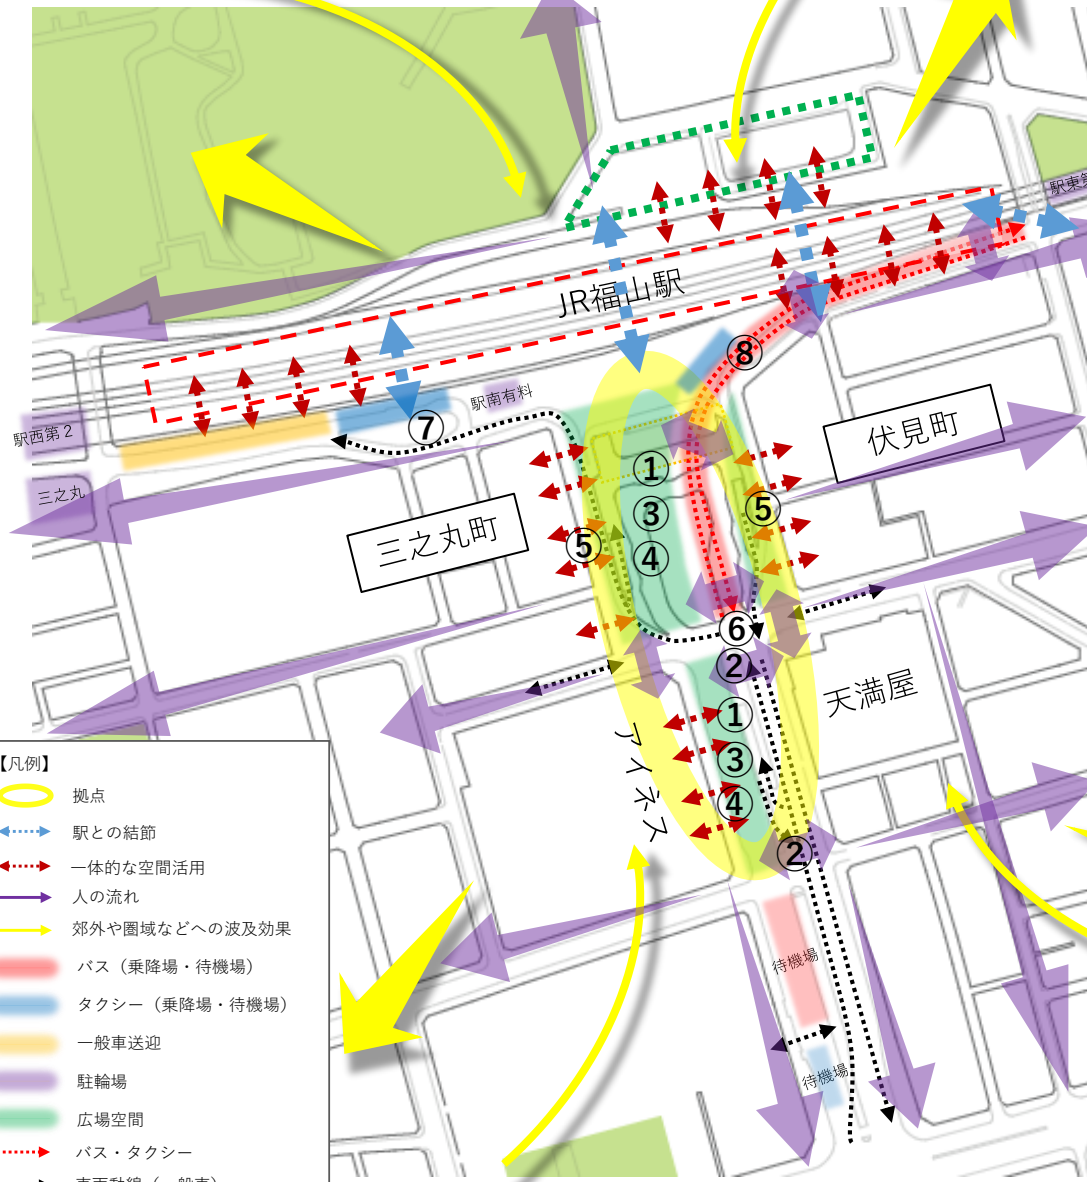 駅東第
JR福山駅
⑧
駅南有料
⑦
駅西第２
伏見町
①
三之丸
③
⑤
三之丸町
⑤
④
⑥
②
天満屋
①
アイネス
③
④
②
待機場
待機場
【凡例】
拠点
駅との結節
一体的な空間活用
人の流れ
郊外や圏域などへの波及効果
バス（乗降場・待機場）
タクシー（乗降場・待機場）
一般車送迎
駐輪場
広場空間
バス・タクシー